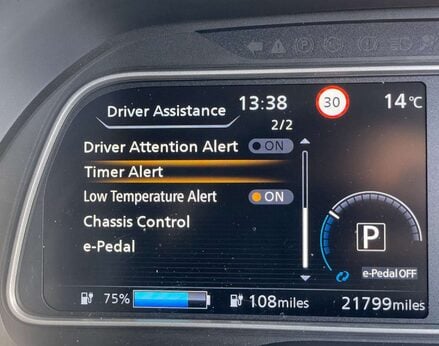 Driver Assistance 13:38 30 14°C
2/2
Driver Attention Alert ON
Timer Alert
Low Temperature Alert ON
Chassis Control
e-Pedal
P
e-Pedal OFF
75% 108miles 21799miles